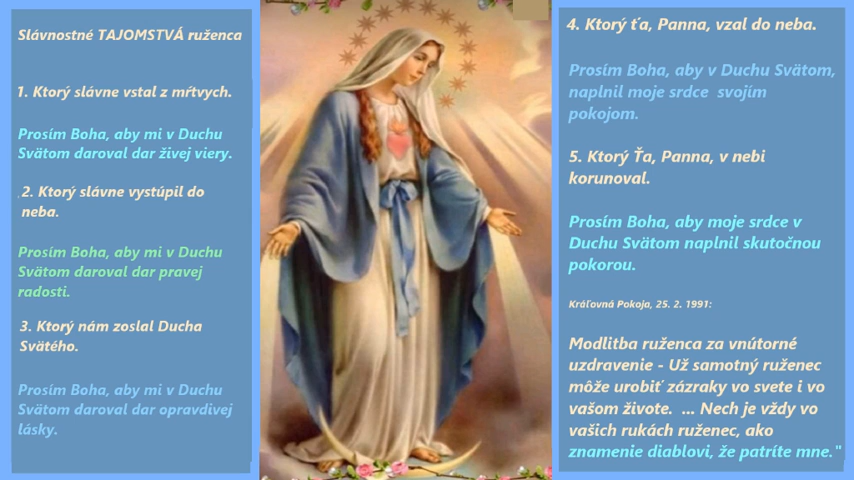 Slávnostné TAJOMSTVÁ ruženca
1. Ktorý slávne vstal z mŕtvych.
Prosím Boha, aby mi v Duchu
Svätom daroval dar živej viery.
2. Ktorý slávne vystúpil do
neba.
Prosím Boha, aby mi v Duchu
Svätom daroval dar pravej
radosti.
3. Ktorý nám zoslal Ducha
Svätého.
Prosím Boha, aby mi v Duchu
Svätom daroval dar opravdivej
lásky.
4. Ktorý ťa, Panna, vzal do neba.
Prosím Boha, aby v Duchu Svätom,
naplnil moje srdce svojím
pokojom.
5. Ktorý Ťa, Panna, v nebi
korunoval.
Prosím Boha, aby moje srdce v
Duchu Svätom naplnil skutočnou
pokorou.
Kráľovná Pokoja, 25. 2. 1991:
Modlitba ruženca za vnútorné
uzdravenie - Už samotný ruženec
môže urobiť zázraky vo svete i vo
vašom živote. ... Nech je vždy vo
vašich rukách ruženec, ako
znamenie diablovi, že patríte mne."